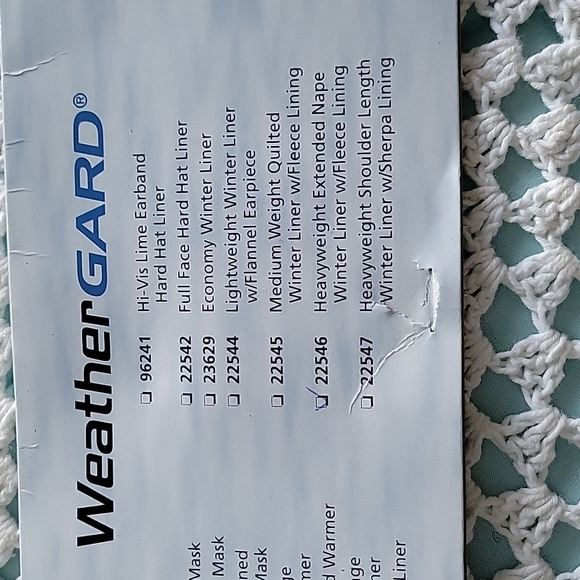 WeatherGARD®
❑ 96241 Hi-Vis Lime Earband
Hard Hat Liner
❑ 22542 Full Face Hard Hat Liner
❑ 23629 Economy Winter Liner
❑ 22544 Lightweight Winter Liner
w/Flannel Earpiece
❑ 22545 Medium Weight Quilted
Winter Liner w/Fleece Lining
❑ 22546 Heavyweight Extended Nape
Winter Liner w/Fleece Lining
❑ 22547 Heavyweight Shoulder Length
Winter Liner w/Sherpa Lining
Mask
Mask
ned
Mask
ge
mer
d Warmer
nge
mer
Liner